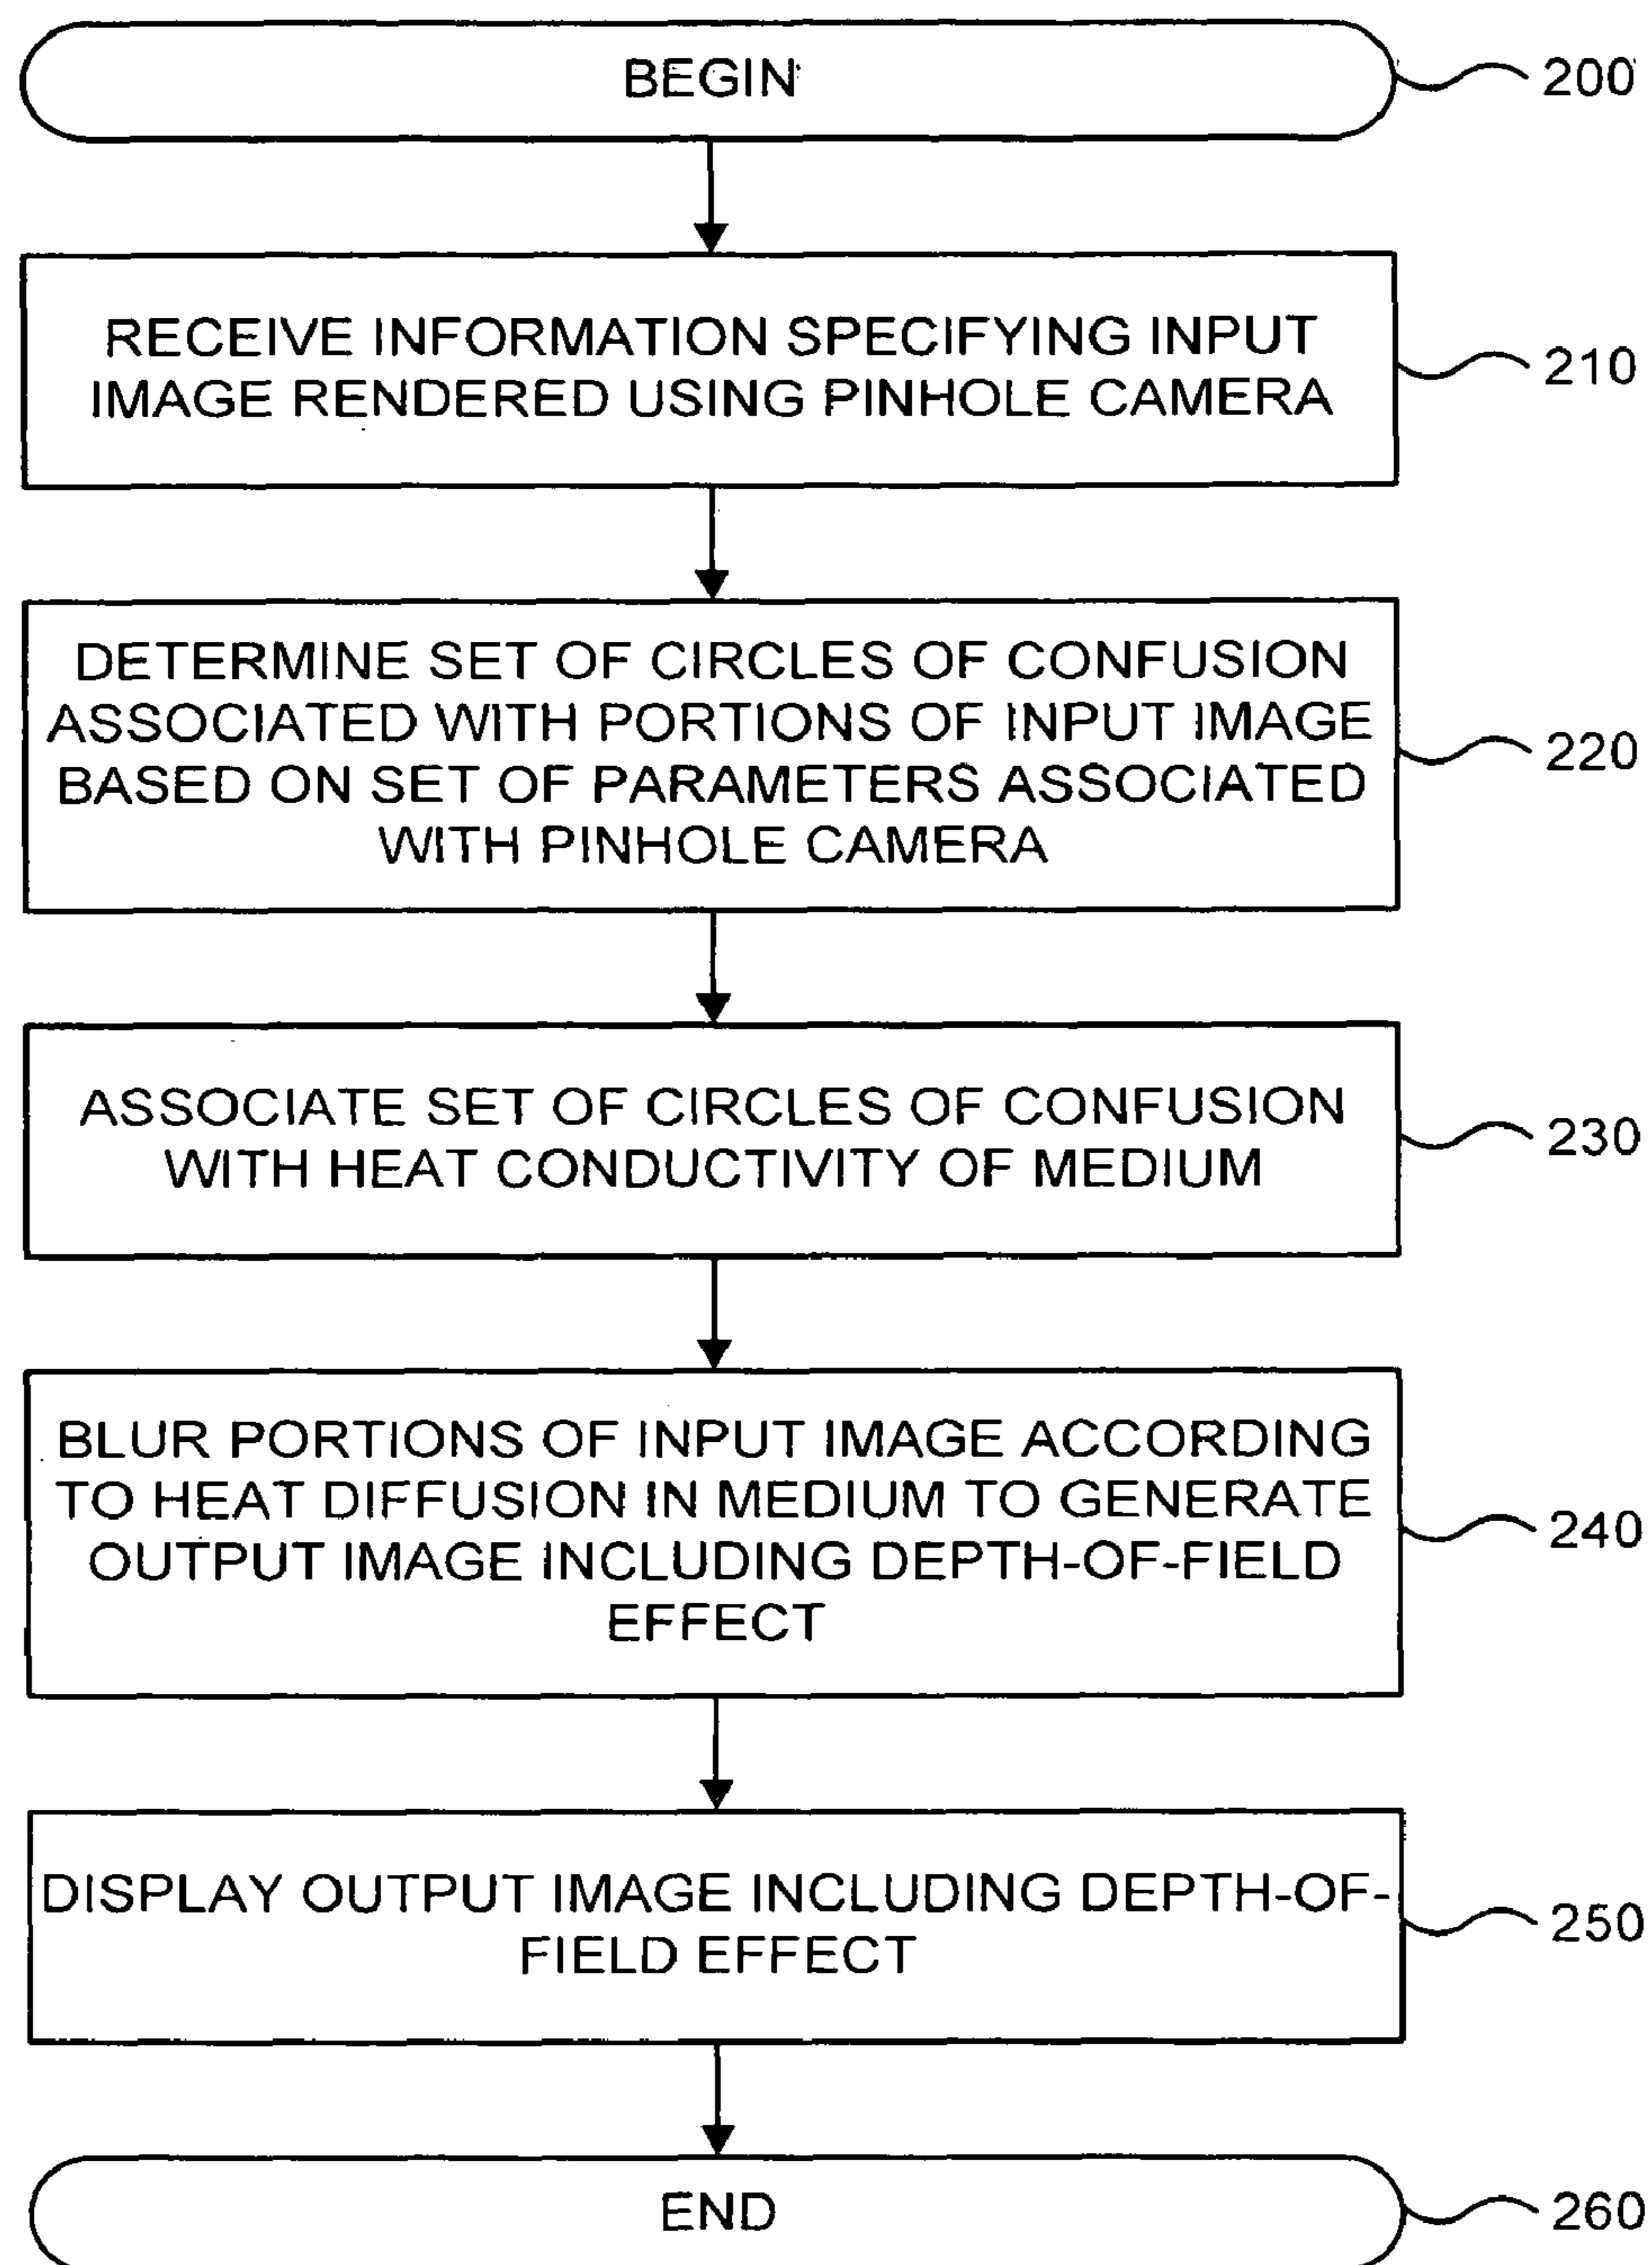 BEGIN
200
RECEIVE INFORMATION SPECIFYING INPUT
IMAGE RENDERED USING PINHOLE CAMERA
210
DETERMINE SET OF CIRCLES OF CONFUSION
ASSOCIATED WITH PORTIONS OF INPUT IMAGE
BASED ON SET OF PARAMETERS ASSOCIATED
WITH PINHOLE CAMERA
220
ASSOCIATE SET OF CIRCLES OF CONFUSION
WITH HEAT CONDUCTIVITY OF MEDIUM
230
BLUR PORTIONS OF INPUT IMAGE ACCORDING
TO HEAT DIFFUSION IN MEDIUM TO GENERATE
OUTPUT IMAGE INCLUDING DEPTH-OF-FIELD
EFFECT
240
DISPLAY OUTPUT IMAGE INCLUDING DEPTH-OF-
FIELD EFFECT
250
END
260